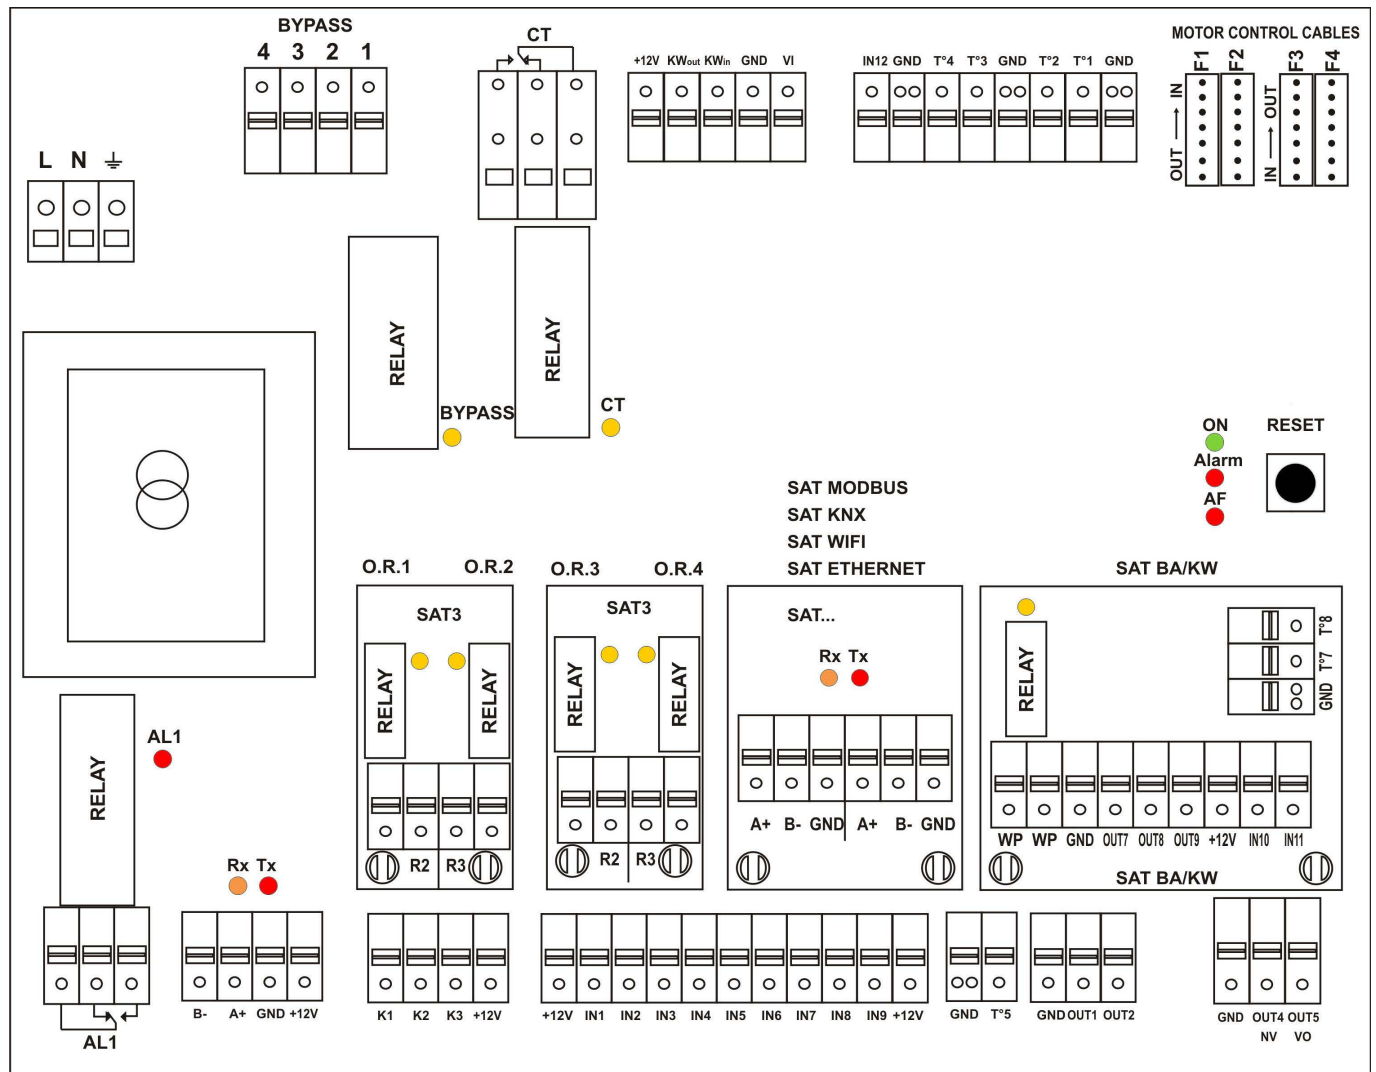 BYPASS
4 3 2 1
CT
+12V KWout KWin GND VI
IN12 GND T°4 T°3 GND T°2 T°1 GND
MOTOR CONTROL CABLES
F1 F2 F3 F4
OUT → IN
IN → OUT
L N
RELAY
RELAY
BYPASS
CT
ON
RESET
Alarm
AF
SAT MODBUS
SAT KNX
SAT WIFI
SAT ETHERNET
O.R.1 O.R.2
O.R.3 O.R.4
SAT BA/KW
SAT3
SAT3
SAT...
Rx Tx
RELAY RELAY
RELAY RELAY
RELAY
T°8
T°7
GND
AL1
RELAY
A+ B- GND A+ B- GND
WP WP GND OUT7 OUT8 OUT9 +12V IN10 IN11
R2 R3
R2 R3
SAT BA/KW
Rx Tx
B- A+ GND +12V
K1 K2 K3 +12V
+12V IN1 IN2 IN3 IN4 IN5 IN6 IN7 IN8 IN9 +12V
GND T°5
GND OUT1 OUT2
GND OUT4 OUT5
NV VO
AL1